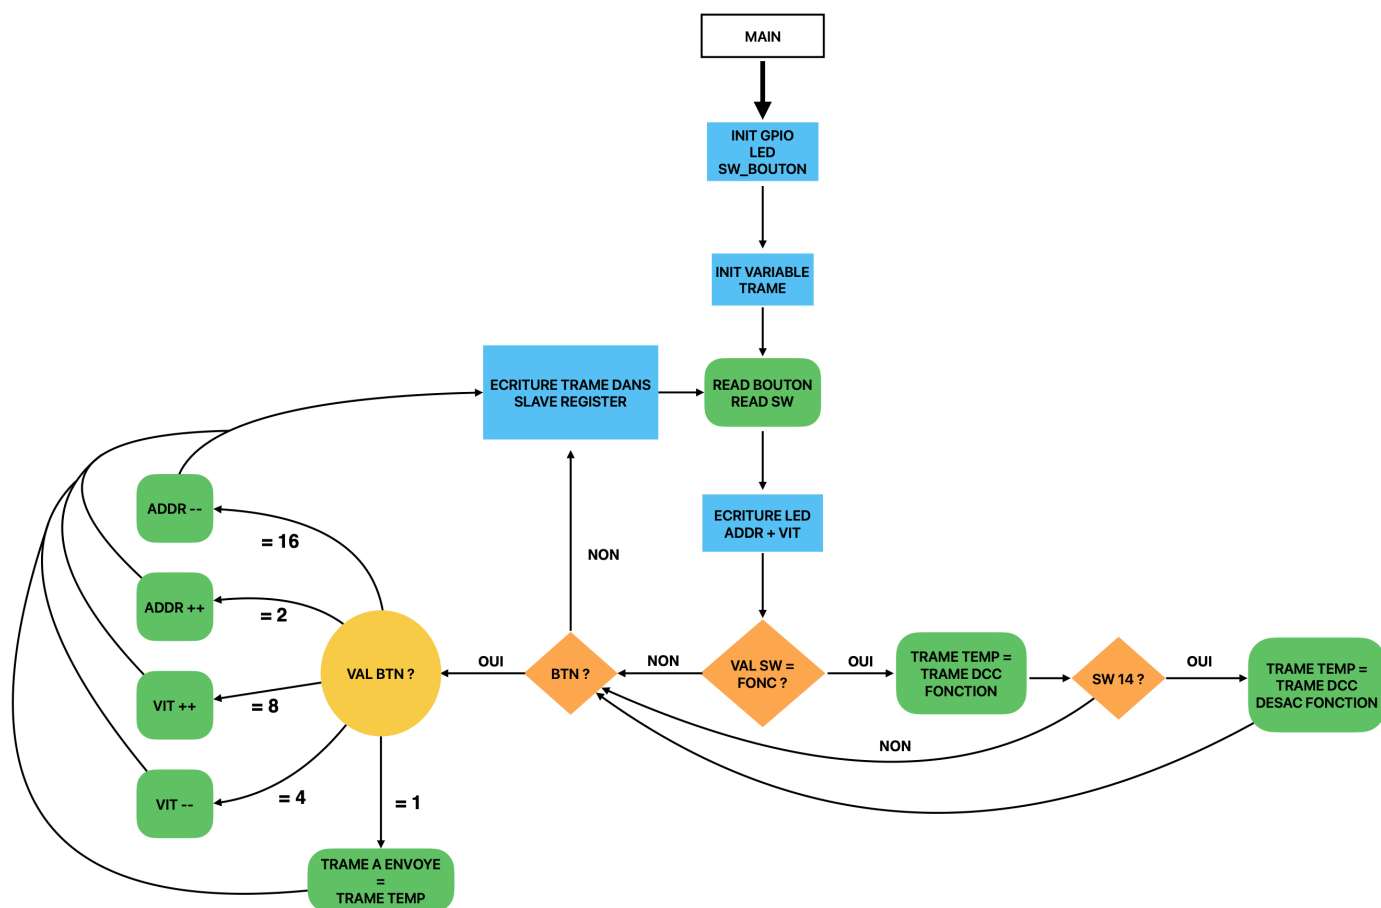 MAIN
INIT GPIO
LED
SW_BOUTON
INIT VARIABLE
TRAME
ECRITURE TRAME DANS
SLAVE REGISTER
READ BOUTON
READ SW
ECRITURE LED
ADDR + VIT
ADDR --
= 16
NON
ADDR ++
= 2
VAL BTN ?
OUI
BTN ?
NON
VAL SW =
FONC ?
OUI
TRAME TEMP =
TRAME DCC
FONCTION
SW 14 ?
OUI
TRAME TEMP =
TRAME DCC
DESAC FONCTION
VIT ++
= 8
NON
VIT --
= 4
= 1
TRAME A ENVOYE
=
TRAME TEMP